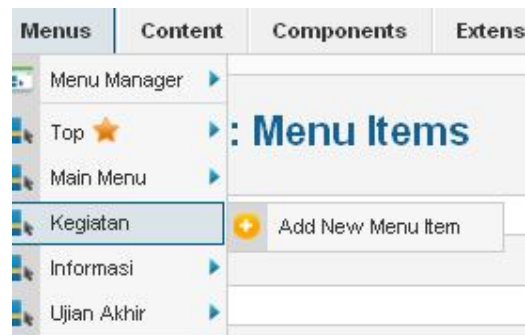 Menus Content Components Extens
Menu Manager
Top : Menu Items
Main Menu
Kegiatan Add New Menu Item
Informasi
Ujian Akhir